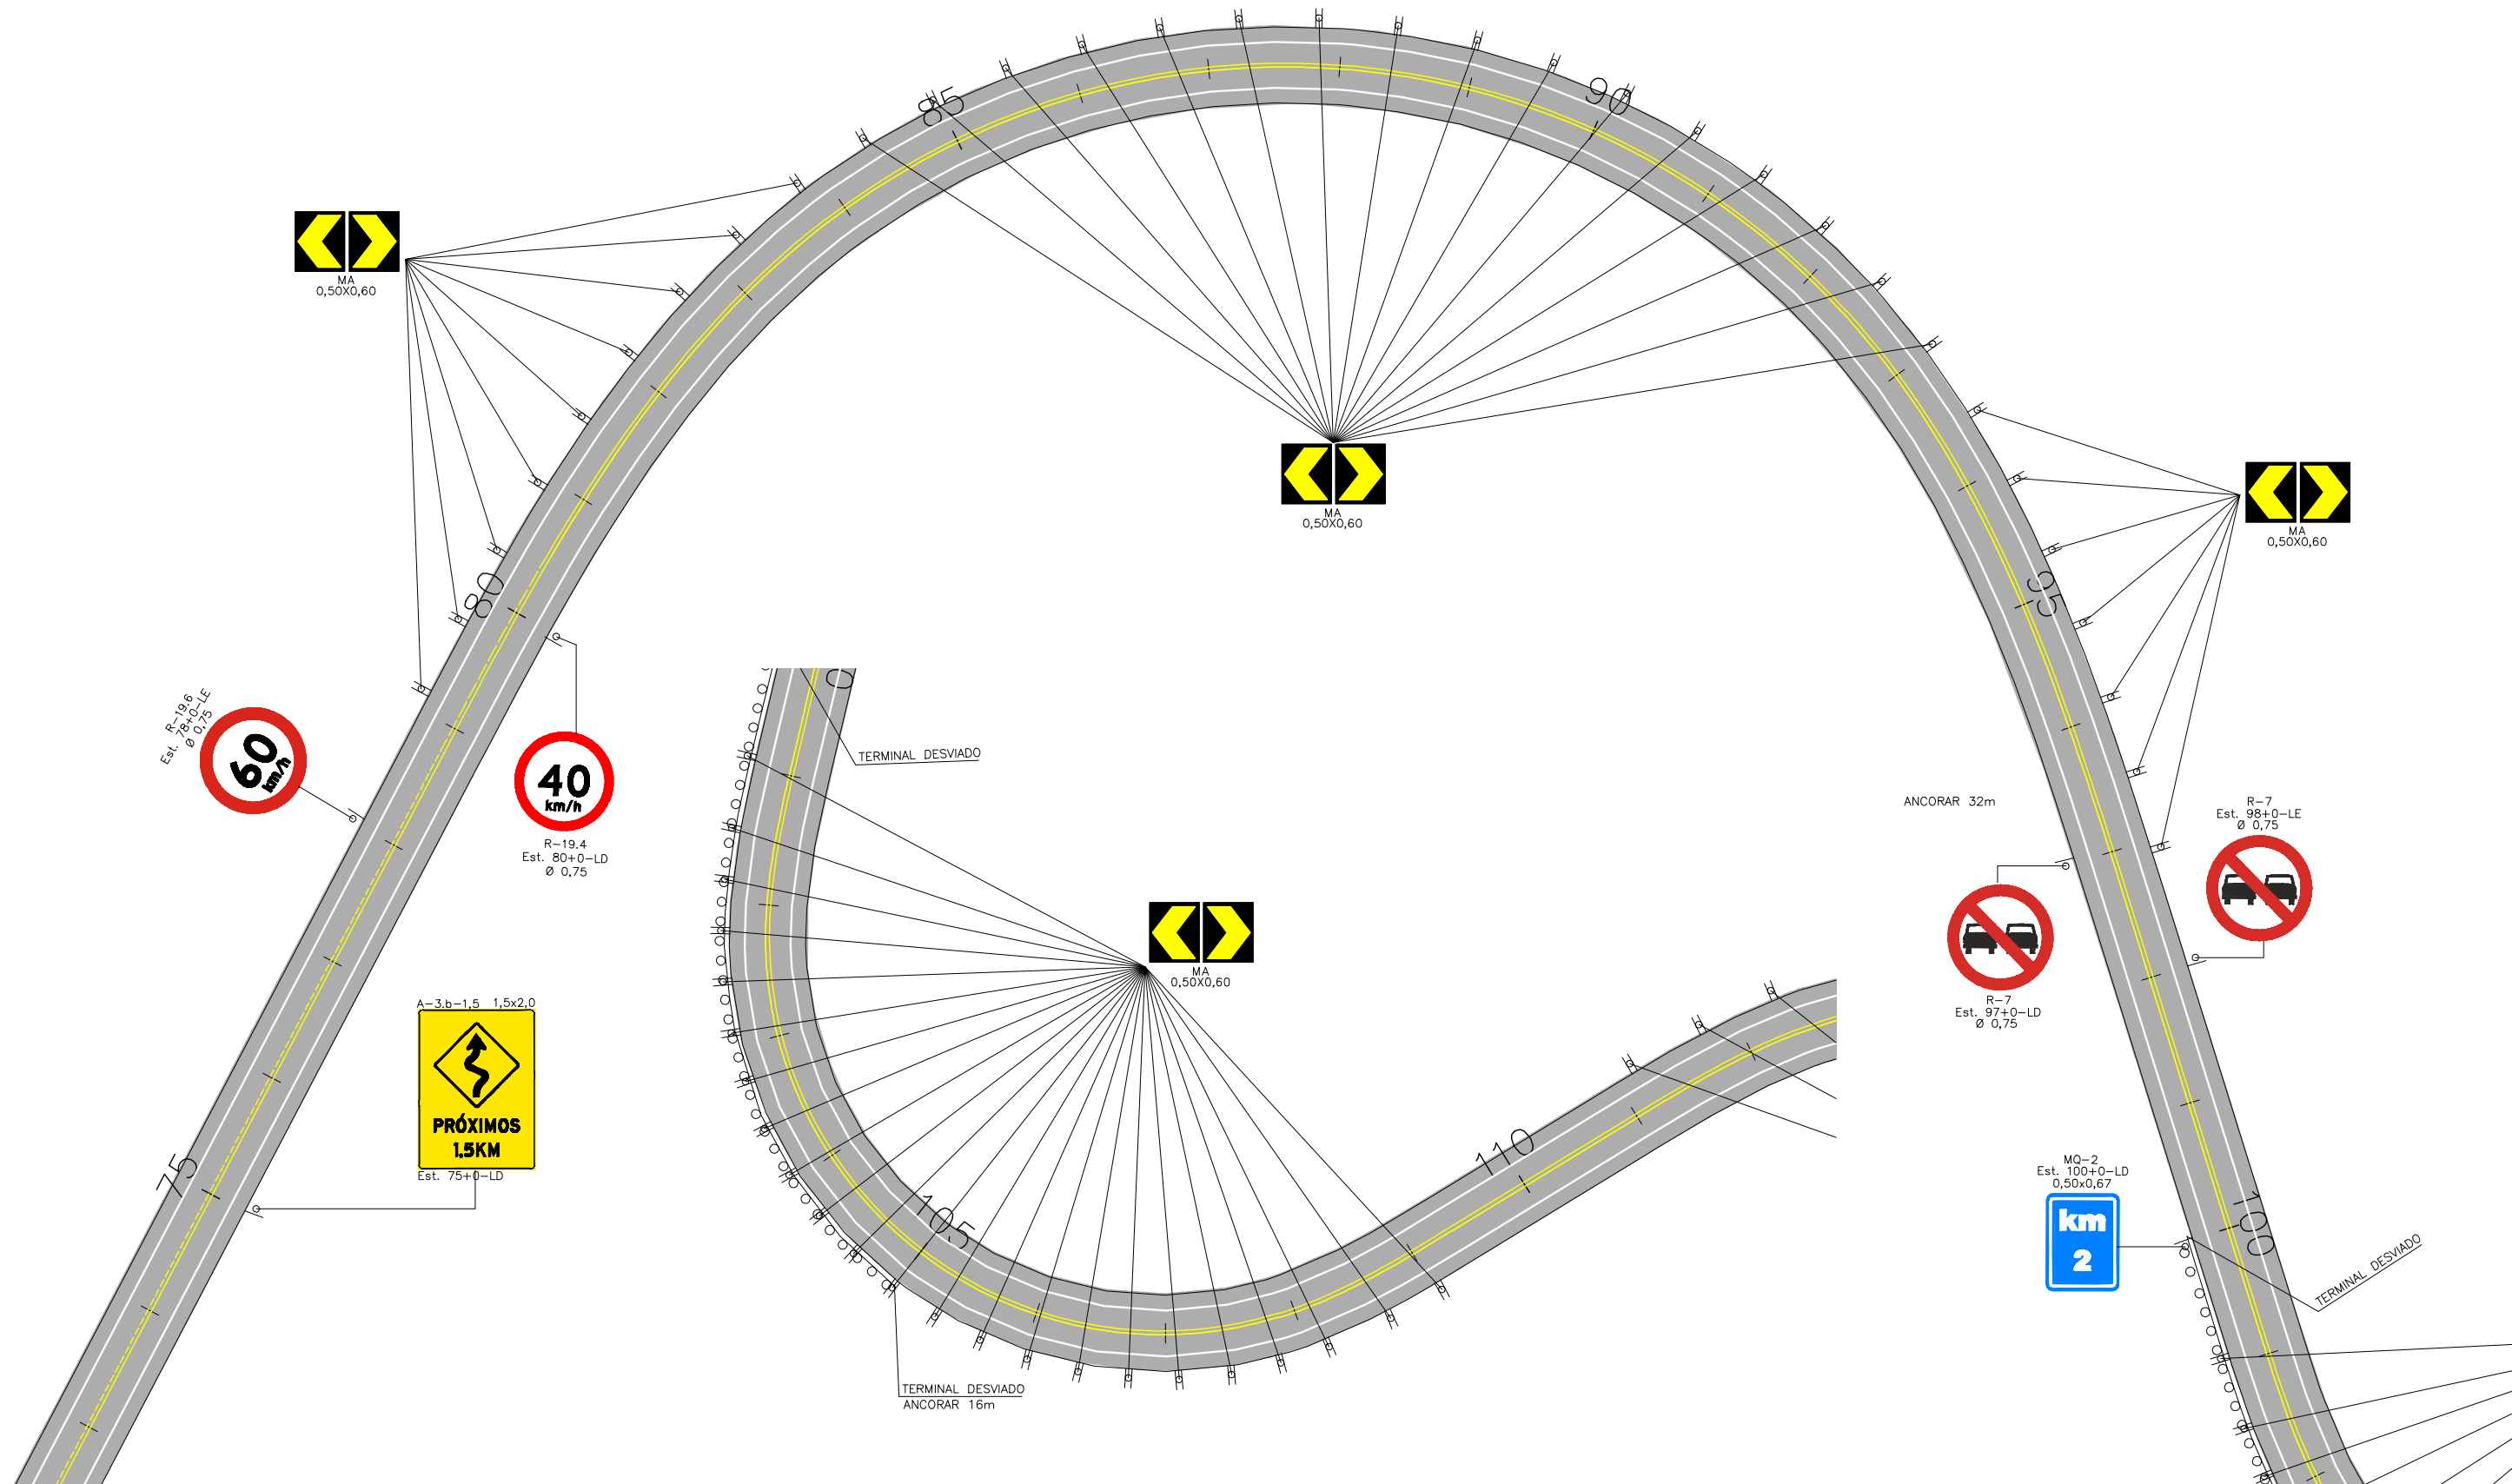 85
90
MA
0,50X0,60
MA
0,50X0,60
MA
0,50X0,60
80
95
R-19.6
Est. 78+0-LE
Ø 0,75
60
km/h
40
km/h
R-19.4
Est. 80+0-LD
Ø 0,75
0
TERMINAL DESVIADO
ANCORAR 32m
R-7
Est. 98+0-LE
Ø 0,75
R-7
Est. 97+0-LD
Ø 0,75
MA
0,50X0,60
A-3.b-1,5 1,5x2,0
PRÓXIMOS
1.5KM
Est. 75+0-LD
75
105
110
MQ-2
Est. 100+0-LD
0,50x0,67
km
2
100
TERMINAL DESVIADO
TERMINAL DESVIADO
ANCORAR 16m